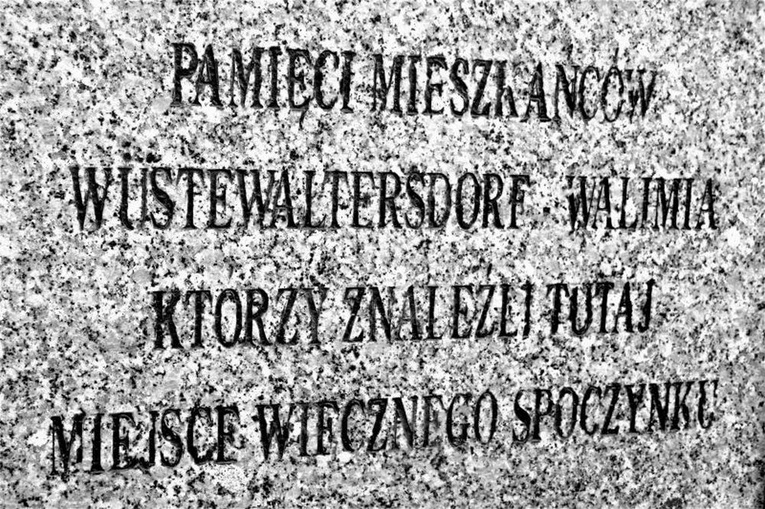 PAMIĘCI MIESZKAŃCÓW
WÜSTEWALTERSDORF WALIMIA
KTORZY ZNALEŹLI TUTAJ
MIEJSCE WIECZNEGO SPOCZYNKU